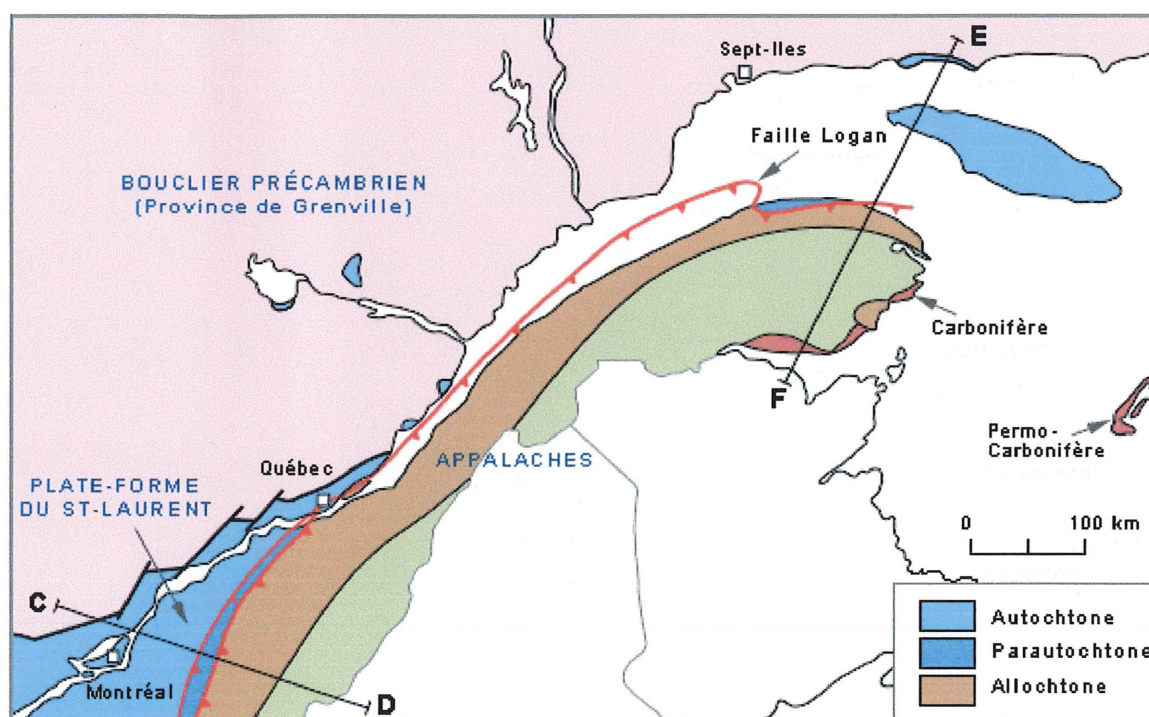 E
Sept-Iles
Faille Logan
BOUCLIER PRÉCAMBRIEN
(Province de Grenville)
Carbonifère
F
Permo-
Carbonifère
Québec
APPALACHES
PLATE-FORME
DU ST-LAURENT
0 100 km
C
Montréal
D
Autochtone
Parautochtone
Allochtone